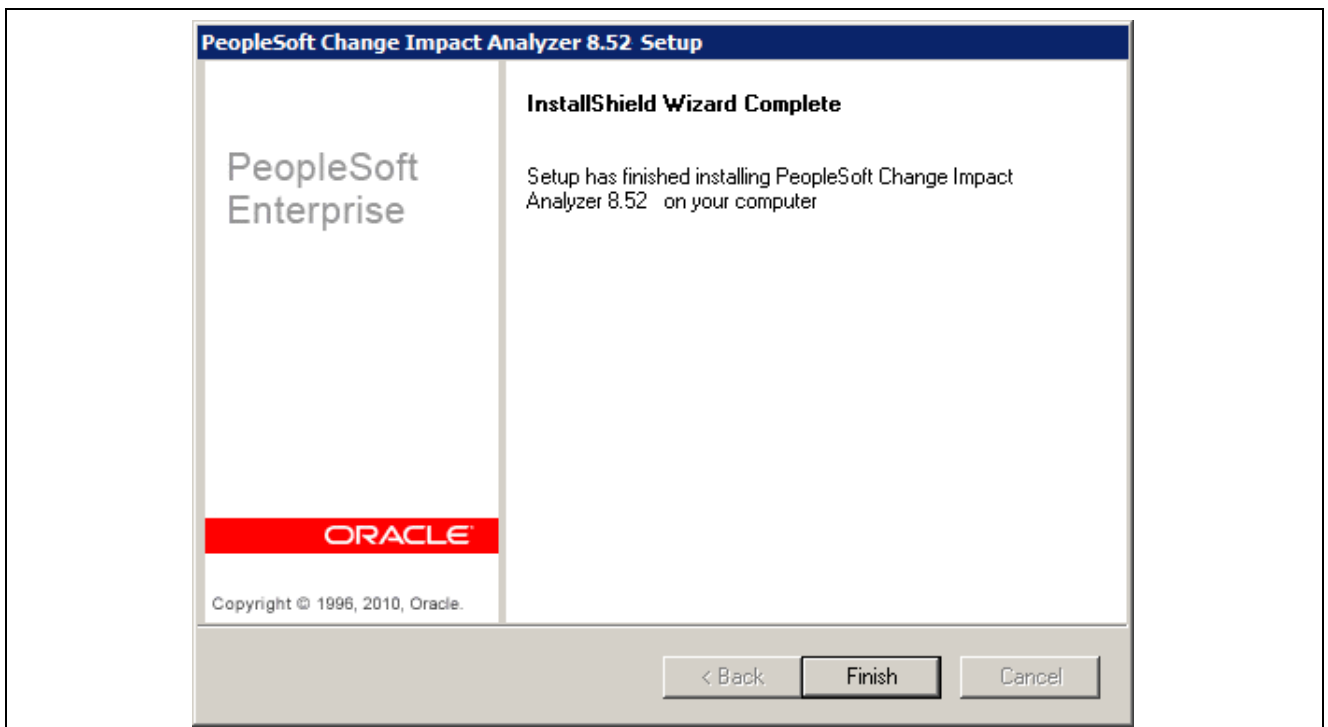 PeopleSoft Change Impact Analyzer 8.52 Setup
InstallShield Wizard Complete
Setup has finished installing PeopleSoft Change Impact
Analyzer 8.52   on your computer
PeopleSoft
Enterprise
ORACLE
Copyright © 1996, 2010, Oracle.
< Back
Finish
Cancel